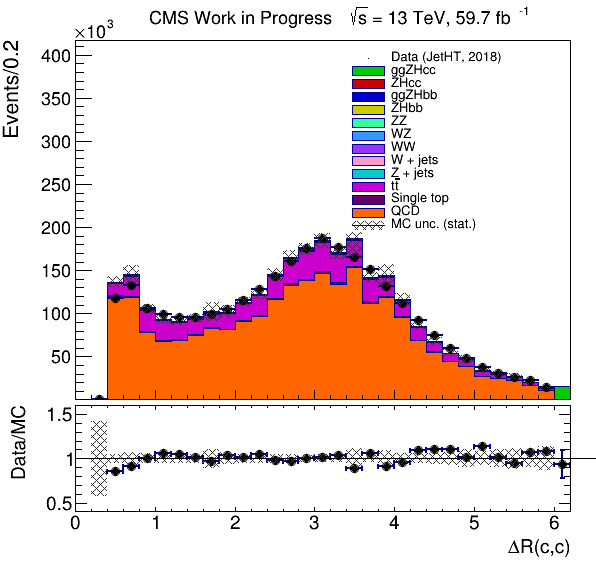 CMS Work in Progress √s = 13 TeV, 59.7 fb⁻¹
×10³
Events/0.2
400
350
300
250
200
150
100
50
Data (JetHT, 2018)
ggZHcc
ZHcc
ggZHbb
ZHbb
ZZ
WZ
WW
W + jets
Z + jets
tt̅
Single top
QCD
MC unc. (stat.)
Data/MC
1.5
1
0.5
0 1 2 3 4 5 6
ΔR(c,c)